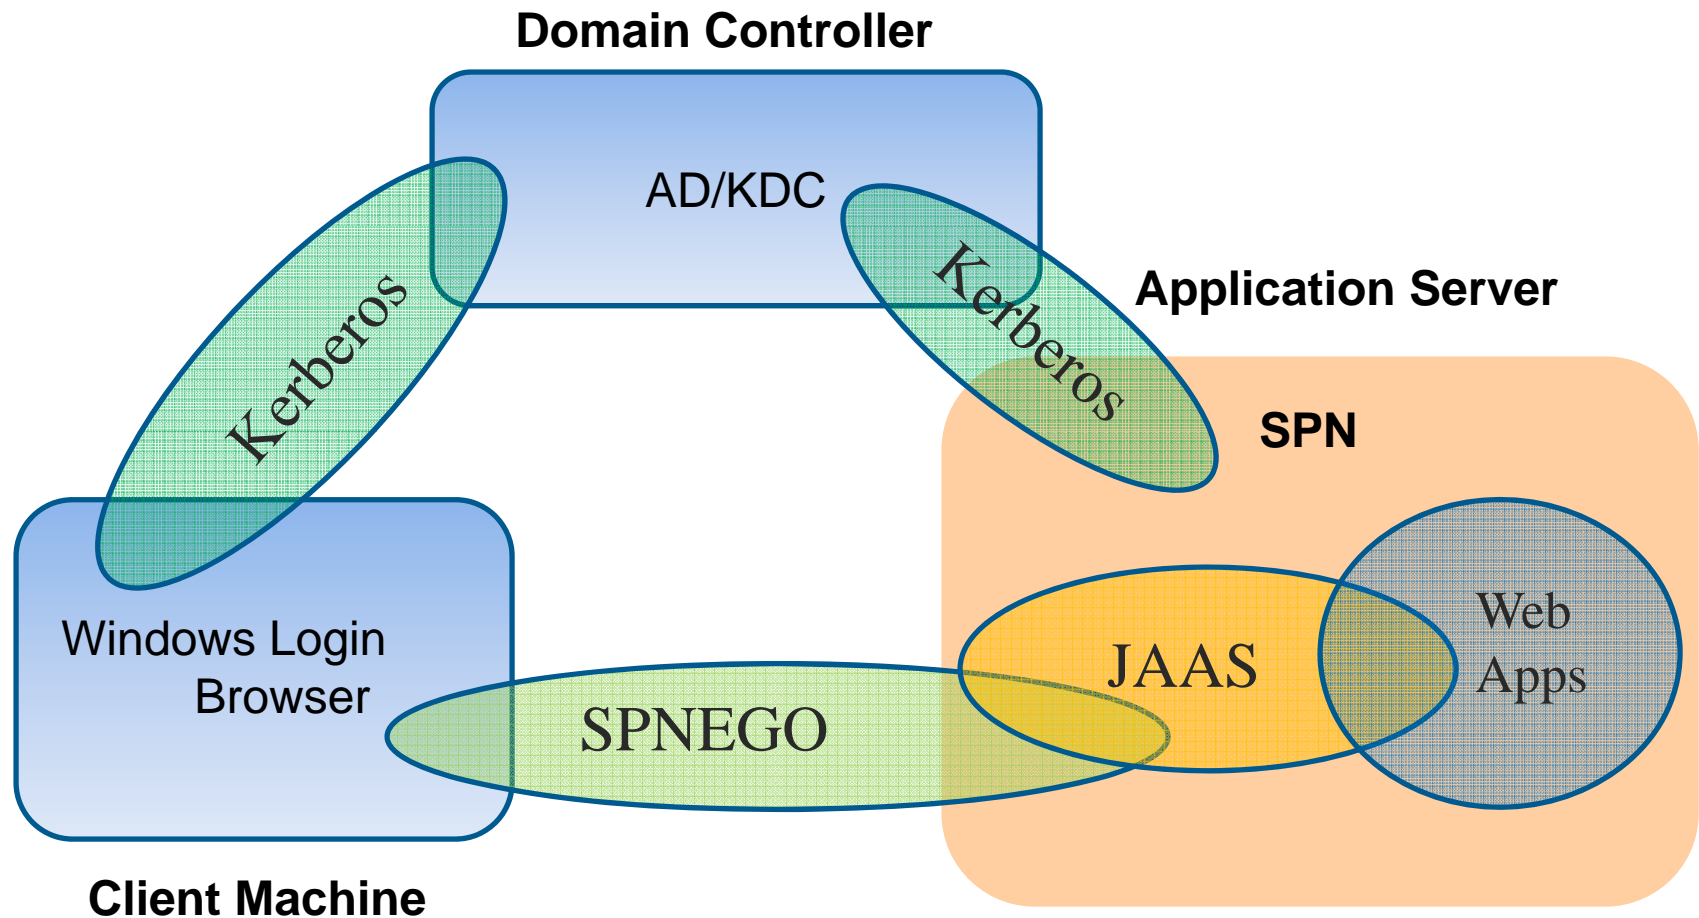 Domain Controller
AD/KDC
Kerberos
Kerberos
Application Server
SPN
Windows Login
Browser
SPNEGO
JAAS
Web
Apps
Client Machine